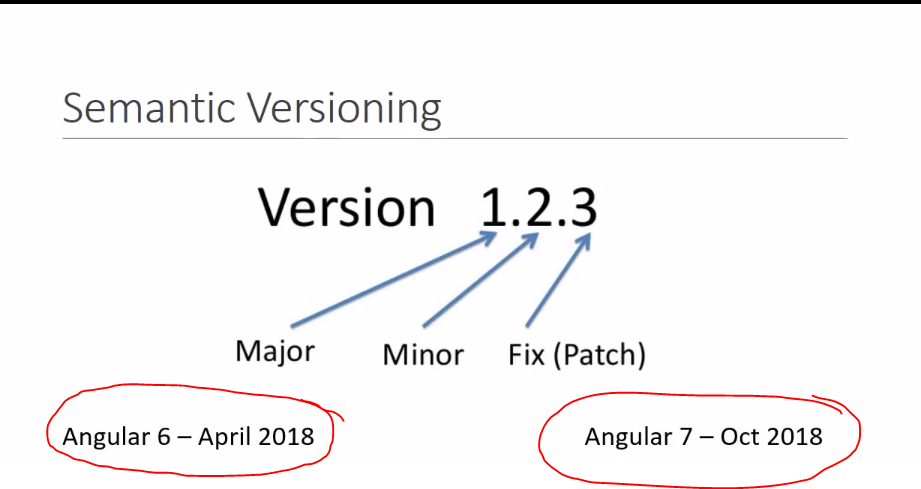 Semantic Versioning
Version 1.2.3
Major Minor Fix (Patch)
Angular 6 – April 2018 Angular 7 – Oct 2018